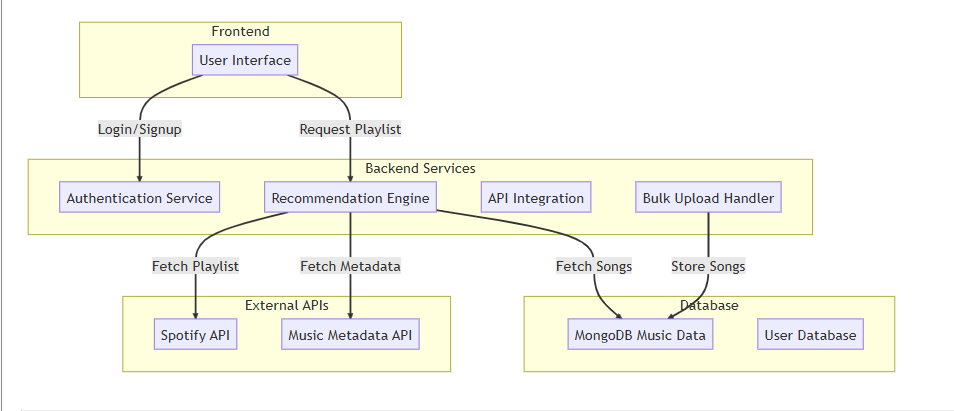 Frontend
User Interface
Login/Signup
Request Playlist
Backend Services
Authentication Service
Recommendation Engine
API Integration
Bulk Upload Handler
Fetch Playlist
Fetch Metadata
Fetch Songs
Store Songs
External APIs
Database
Spotify API
Music Metadata API
MongoDB Music Data
User Database